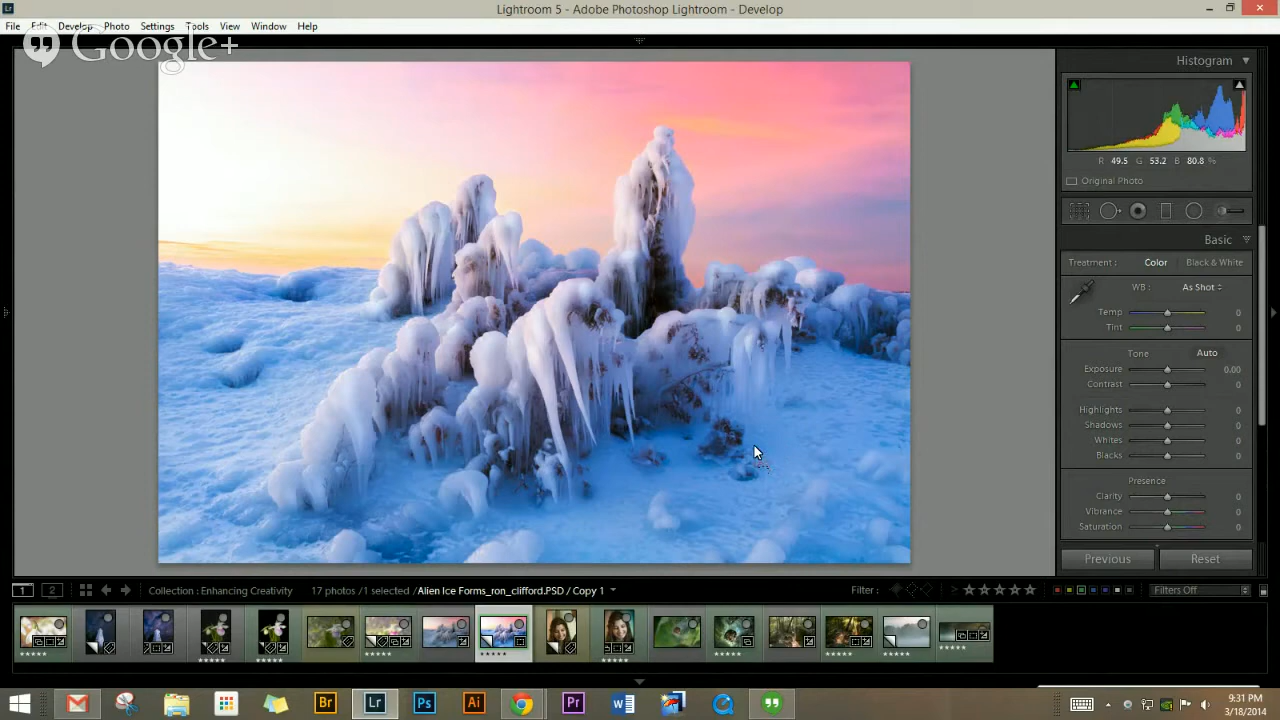 Lr
Lightroom 5 - Adobe Photoshop Lightroom - Develop
File Edit Develop Photo Settings Tools View Window Help
Google+
Histogram
R 49.5 G 53.2 B 80.8 %
Original Photo
Basic
Treatment : Color Black & White
WB : As Shot
Temp 0
Tint 0
Tone Auto
Exposure 0.00
Contrast 0
Highlights 0
Shadows 0
Whites 0
Blacks 0
Presence
Clarity 0
Vibrance 0
Saturation 0
Previous Reset
1 2 Collection : Enhancing Creativity 17 photos /1 selected /Alien Ice Forms_ron_clifford.PSD / Copy 1 Filter : Filters Off
Br Lr Ps Ai Pr
9:31 PM
3/18/2014